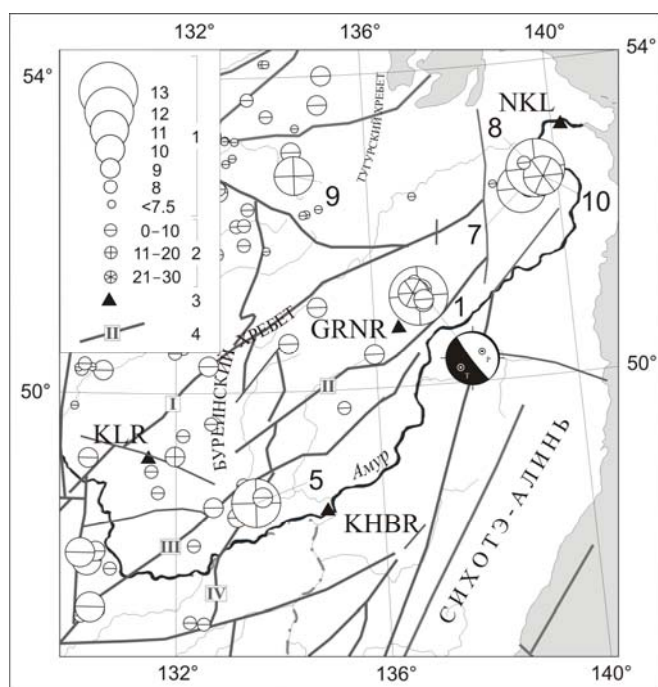 132° 136° 140°
54° 54°
13
12
11 1
10
9
8
<7.5
0-10
11-20 2
21-30
3
II 4
ТУГУРСКИЙ ХРЕБЕТ
NKL
8
9
7
10
1
GRNR
БУРЕИНСКИЙ ХРЕБЕТ
P
T
50° 50°
I
II
KLR
5
Амур
KHBR
СИХОТЭ-АЛИНЬ
III
IV
132° 136° 140°